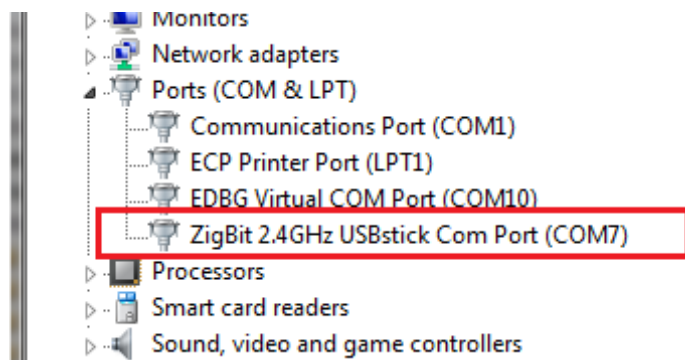 Monitors
Network adapters
Ports (COM & LPT)
Communications Port (COM1)
ECP Printer Port (LPT1)
EDBG Virtual COM Port (COM10)
ZigBit 2.4GHz USBstick Com Port (COM7)
Processors
Smart card readers
Sound, video and game controllers